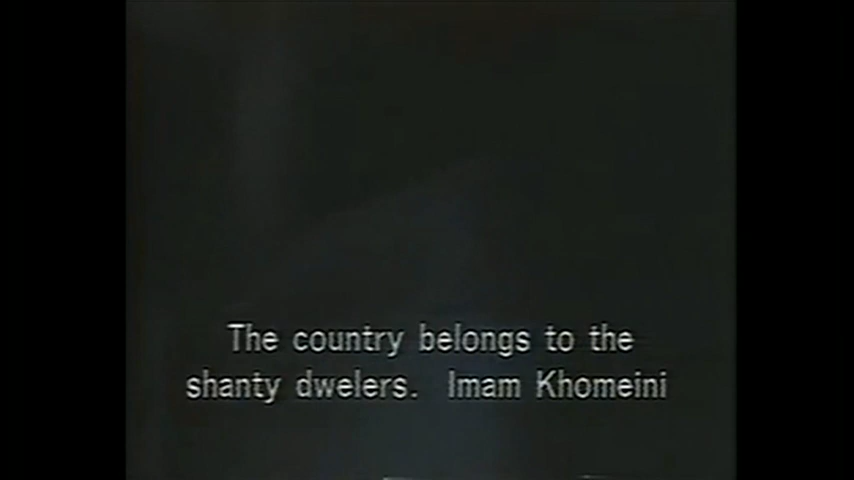 The country belongs to the
shanty dwelers. Imam Khomeini